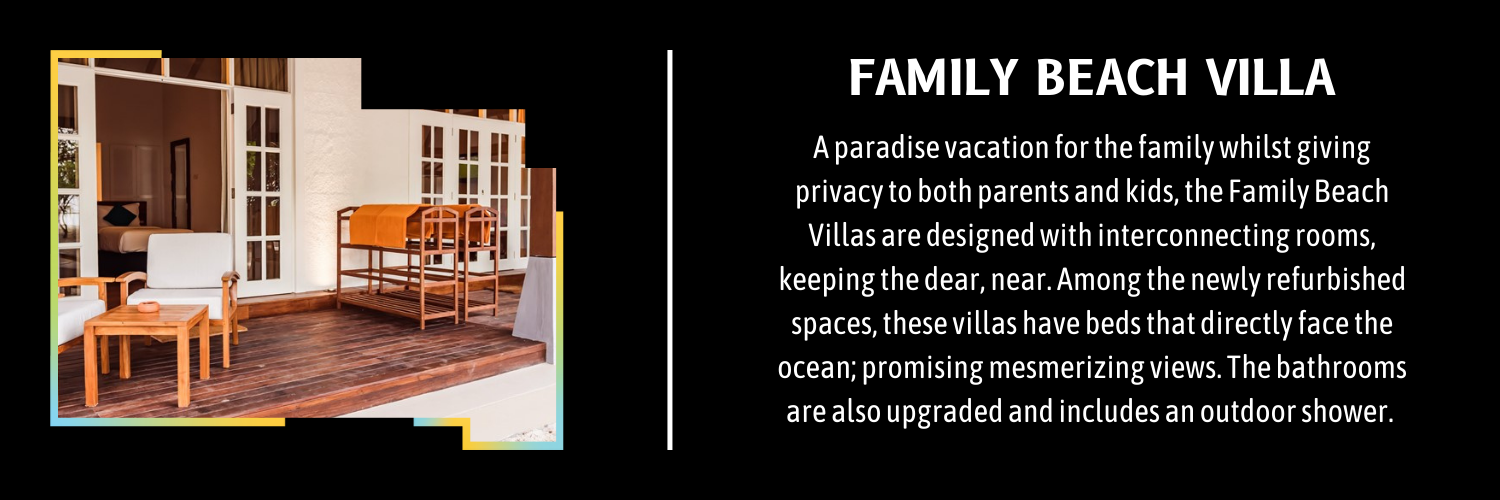 FAMILY BEACH VILLA
A paradise vacation for the family whilst giving
privacy to both parents and kids, the Family Beach
Villas are designed with interconnecting rooms,
keeping the dear, near. Among the newly refurbished
spaces, these villas have beds that directly face the
ocean; promising mesmerizing views. The bathrooms
are also upgraded and includes an outdoor shower.